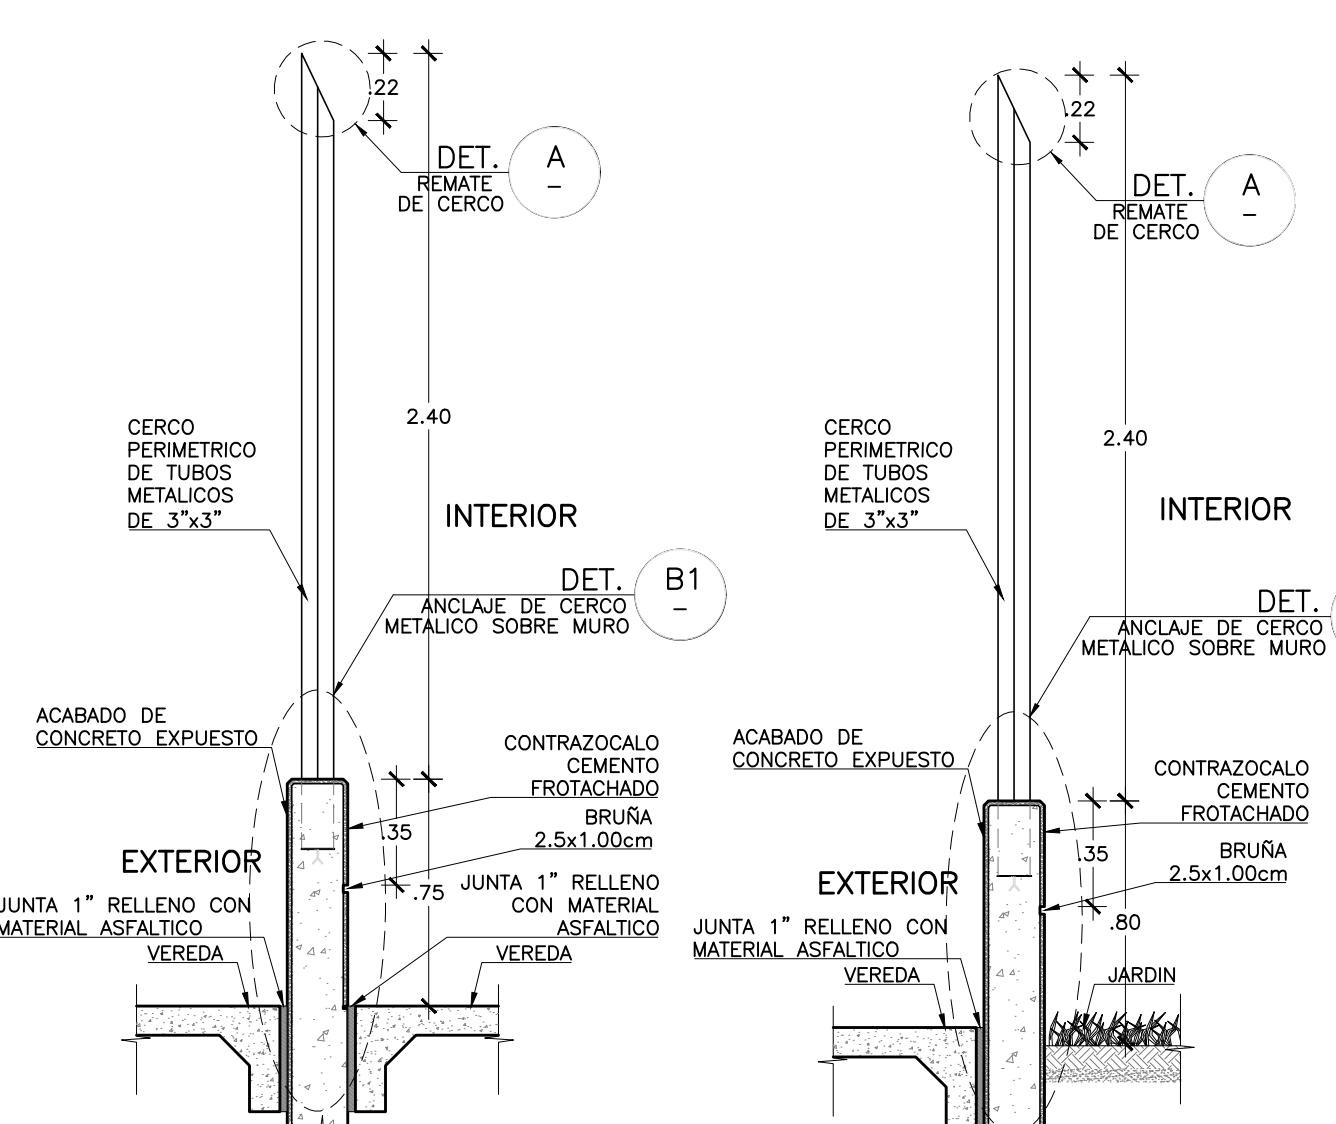 .22
DET.
A
REMATE
–
DE CERCO
2.40
CERCO
PERIMETRICO
DE TUBOS
METALICOS
DE 3”x3”
INTERIOR
DET.
B1
ANCLAJE DE CERCO
–
METALICO SOBRE MURO
ACABADO DE
CONCRETO EXPUESTO
CONTRAZOCALO
CEMENTO
FROTACHADO
BRUÑA
2.5x1.00cm
.35
EXTERIOR
.75
JUNTA 1” RELLENO
CON MATERIAL
ASFALTICO
JUNTA 1” RELLENO CON
MATERIAL ASFALTICO
VEREDA
VEREDA
.22
DET.
A
REMATE
–
DE CERCO
2.40
CERCO
PERIMETRICO
DE TUBOS
METALICOS
DE 3”x3”
INTERIOR
DET.
ANCLAJE DE CERCO
METALICO SOBRE MURO
ACABADO DE
CONCRETO EXPUESTO
CONTRAZOCALO
CEMENTO
FROTACHADO
BRUÑA
2.5x1.00cm
.35
EXTERIOR
.80
JUNTA 1” RELLENO CON
MATERIAL ASFALTICO
VEREDA
JARDIN